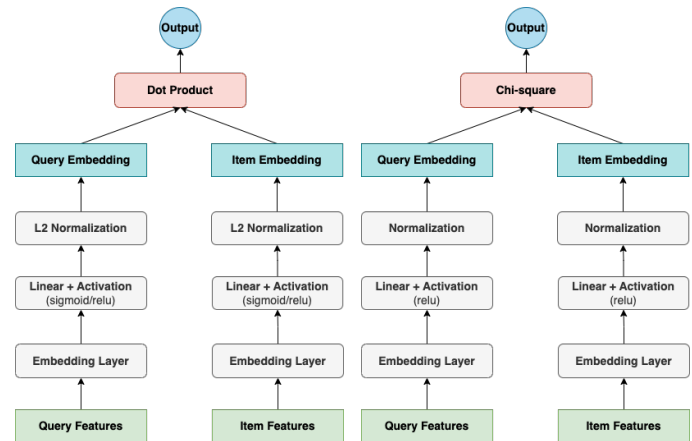 Output
Output
Dot Product
Chi-square
Query Embedding
Item Embedding
Query Embedding
Item Embedding
L2 Normalization
L2 Normalization
Normalization
Normalization
Linear + Activation
(sigmoid/relu)
Linear + Activation
(sigmoid/relu)
Linear + Activation
(relu)
Linear + Activation
(relu)
Embedding Layer
Embedding Layer
Embedding Layer
Embedding Layer
Query Features
Item Features
Query Features
Item Features